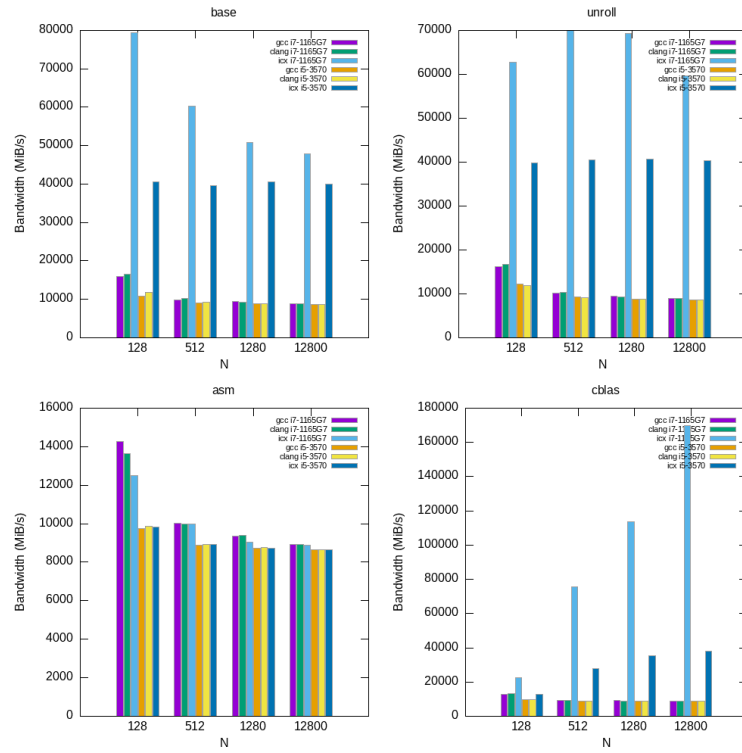 base
Bandwidth (MiB/s)
80000
70000
60000
50000
40000
30000
20000
10000
0
gcc i7-1165G7
clang i7-1165G7
icx i7-1165G7
gcc i5-3570
clang i5-3570
icx i5-3570
128 512 1280 12800
N
unroll
Bandwidth (MiB/s)
70000
60000
50000
40000
30000
20000
10000
0
gcc i7-1165G7
clang i7-1165G7
icx i7-1165G7
gcc i5-3570
clang i5-3570
icx i5-3570
128 512 1280 12800
N
asm
Bandwidth (MiB/s)
16000
14000
12000
10000
8000
6000
4000
2000
0
gcc i7-1165G7
clang i7-1165G7
icx i7-1165G7
gcc i5-3570
clang i5-3570
icx i5-3570
128 512 1280 12800
N
cblas
Bandwidth (MiB/s)
180000
160000
140000
120000
100000
80000
60000
40000
20000
0
gcc i7-1165G7
clang i7-1165G7
icx i7-1165G7
gcc i5-3570
clang i5-3570
icx i5-3570
128 512 1280 12800
N